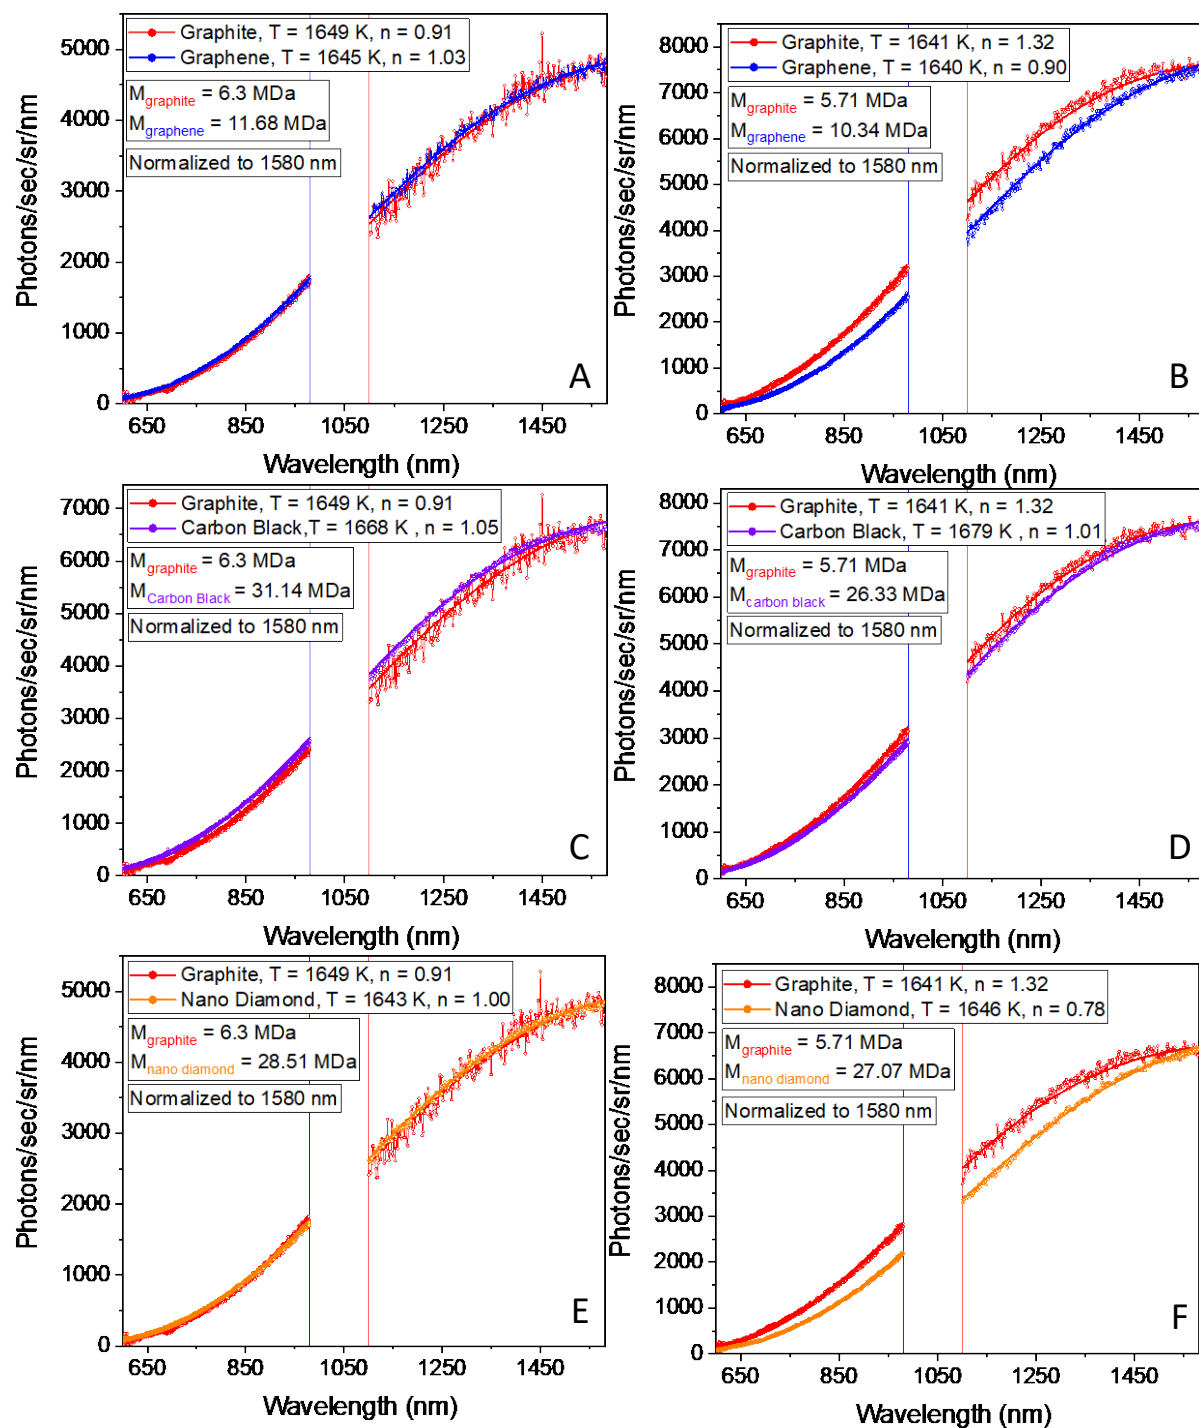 Graphite, T = 1649 K, n = 0.91
Graphene, T = 1645 K, n = 1.03
M graphite = 6.3 MDa
M graphene = 11.68 MDa
Normalized to 1580 nm
5000
4000
3000
2000
1000
0
Photons/sec/sr/nm
A
650 850 1050 1250 1450
Wavelength (nm)
Graphite, T = 1641 K, n = 1.32
Graphene, T = 1640 K, n = 0.90
M graphite = 5.71 MDa
M graphene = 10.34 MDa
Normalized to 1580 nm
8000
7000
6000
5000
4000
3000
2000
1000
0
Photons/sec/sr/nm
B
650 850 1050 1250 1450
Wavelength (nm)
Graphite, T = 1649 K, n = 0.91
Carbon Black,T = 1668 K , n = 1.05
M graphite = 6.3 MDa
M Carbon Black = 31.14 MDa
Normalized to 1580 nm
7000
6000
5000
4000
3000
2000
1000
0
Photons/sec/sr/nm
C
650 850 1050 1250 1450
Wavelength (nm)
Graphite, T = 1641 K, n = 1.32
Carbon Black, T = 1679 K , n = 1.01
M graphite = 5.71 MDa
M carbon black = 26.33 MDa
Normalized to 1580 nm
8000
7000
6000
5000
4000
3000
2000
1000
0
Photons/sec/sr/nm
D
650 850 1050 1250 1450
Wavelength (nm)
Graphite, T = 1649 K, n = 0.91
Nano Diamond, T = 1643 K, n = 1.00
M graphite = 6.3 MDa
M nano diamond = 28.51 MDa
Normalized to 1580 nm
5000
4000
3000
2000
1000
0
Photons/sec/sr/nm
E
650 850 1050 1250 1450
Wavelength (nm)
Graphite, T = 1641 K, n = 1.32
Nano Diamond, T = 1646 K, n = 0.78
M graphite = 5.71 MDa
M nano diamond = 27.07 MDa
Normalized to 1580 nm
8000
7000
6000
5000
4000
3000
2000
1000
0
Photons/sec/sr/nm
F
650 850 1050 1250 1450
Wavelength (nm)